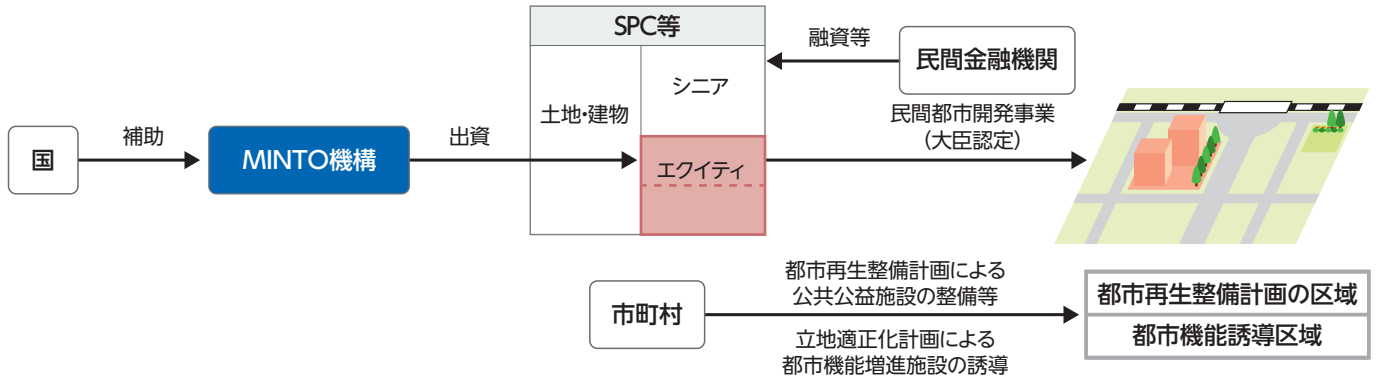 SPC等
融資等
民間金融機関
シニア
土地・建物
民間都市開発事業
(大臣認定)
国
補助
MINTO機構
出資
エクイティ
都市再生整備計画による
公共公益施設の整備等
市町村
立地適正化計画による
都市機能増進施設の誘導
都市再生整備計画の区域
都市機能誘導区域